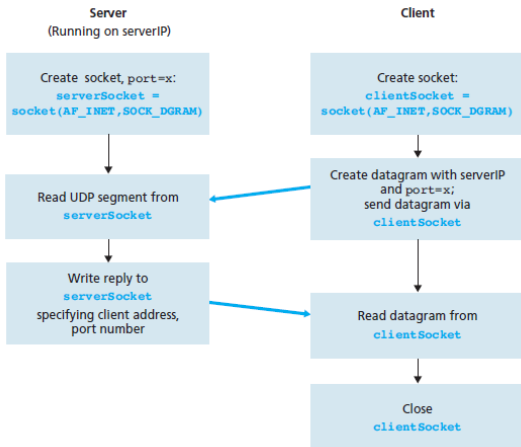 Server
(Running on serverIP)
Create socket, port=x:
serverSocket =
socket(AF_INET,SOCK_DGRAM)
Read UDP segment from
serverSocket
Write reply to
serverSocket
specifying client address,
port number
Client
Create socket:
clientSocket =
socket(AF_INET,SOCK_DGRAM)
Create datagram with serverIP
and port=x;
send datagram via
clientSocket
Read datagram from
clientSocket
Close
clientSocket